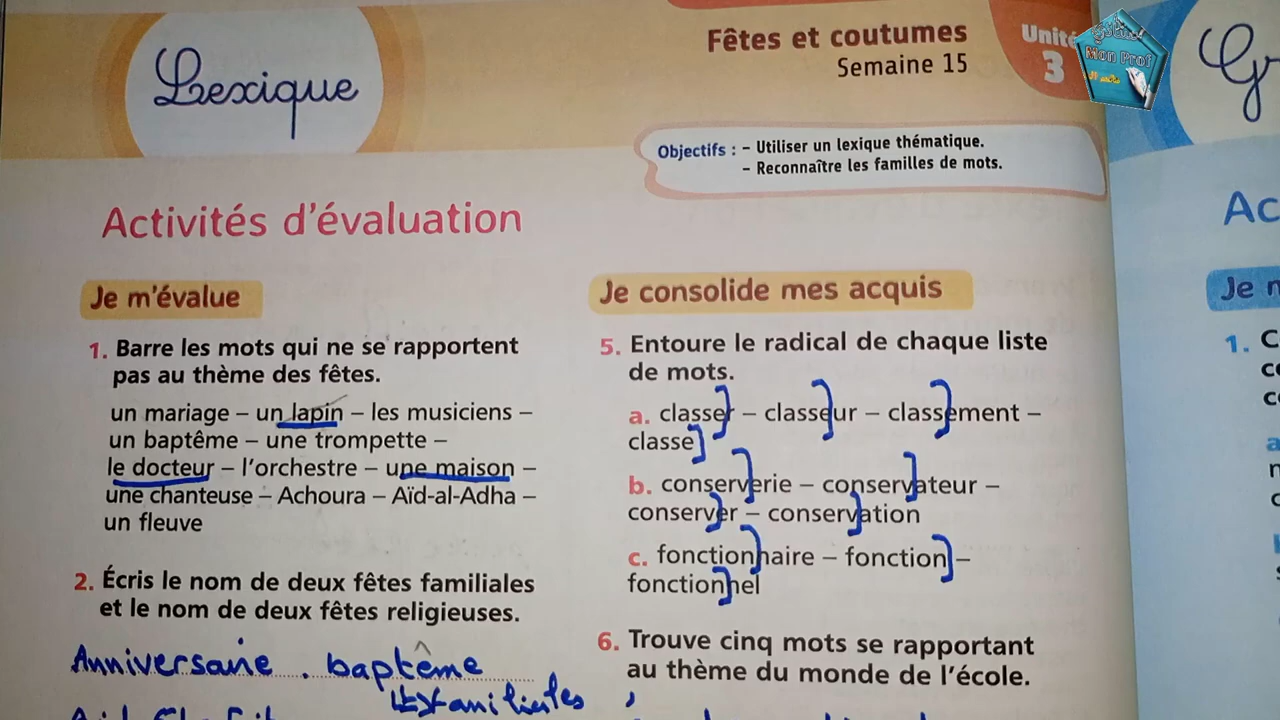 Lexique
Fêtes et coutumes
Semaine 15
Unité
3
Mon Prof
Objectifs : – Utiliser un lexique thématique.
– Reconnaître les familles de mots.
Activités d'évaluation
Je m'évalue
1. Barre les mots qui ne se rapportent
pas au thème des fêtes.
un mariage – un lapin – les musiciens –
un baptême – une trompette –
le docteur – l'orchestre – une maison –
une chanteuse – Achoura – Aïd-al-Adha –
un fleuve
2. Écris le nom de deux fêtes familiales
et le nom de deux fêtes religieuses.
Anniversaire . baptême
familiales
Je consolide mes acquis
5. Entoure le radical de chaque liste
de mots.
a. classer – classeur – classement –
classe
b. conserverie – conservateur –
conserver – conservation
c. fonctionnaire – fonction –
fonctionnel
6. Trouve cinq mots se rapportant
au thème du monde de l'école.
G
Ac
Je m
1. C